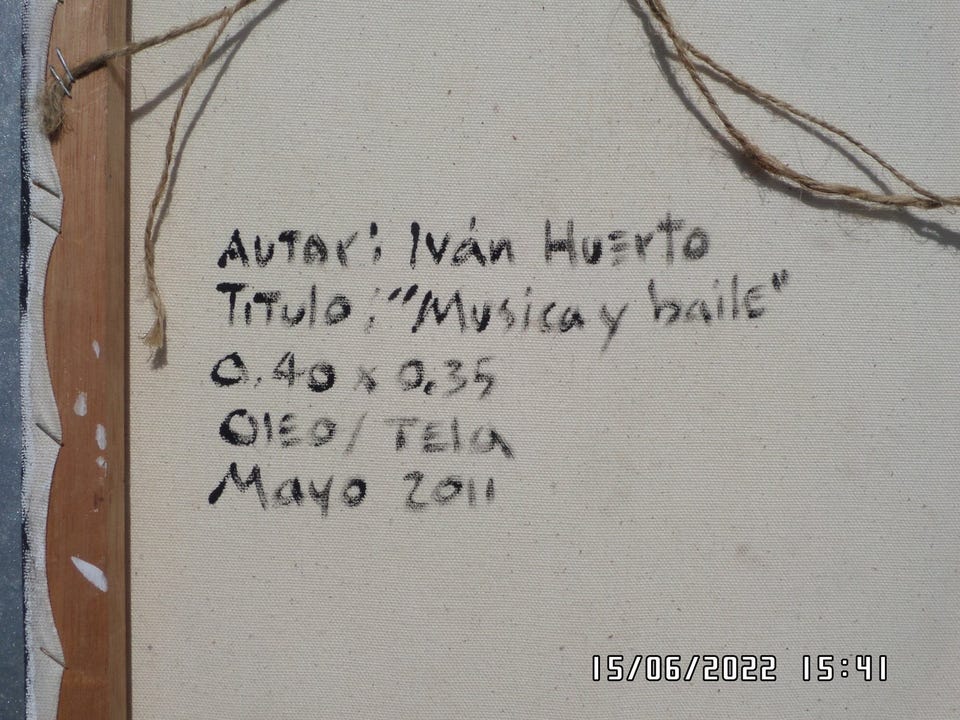 Autor: Iván Huerto
Titulo: "Musica y baile"
0.40 x 0.35
Oleo/Tela
Mayo 2011
15/06/2022 15:41